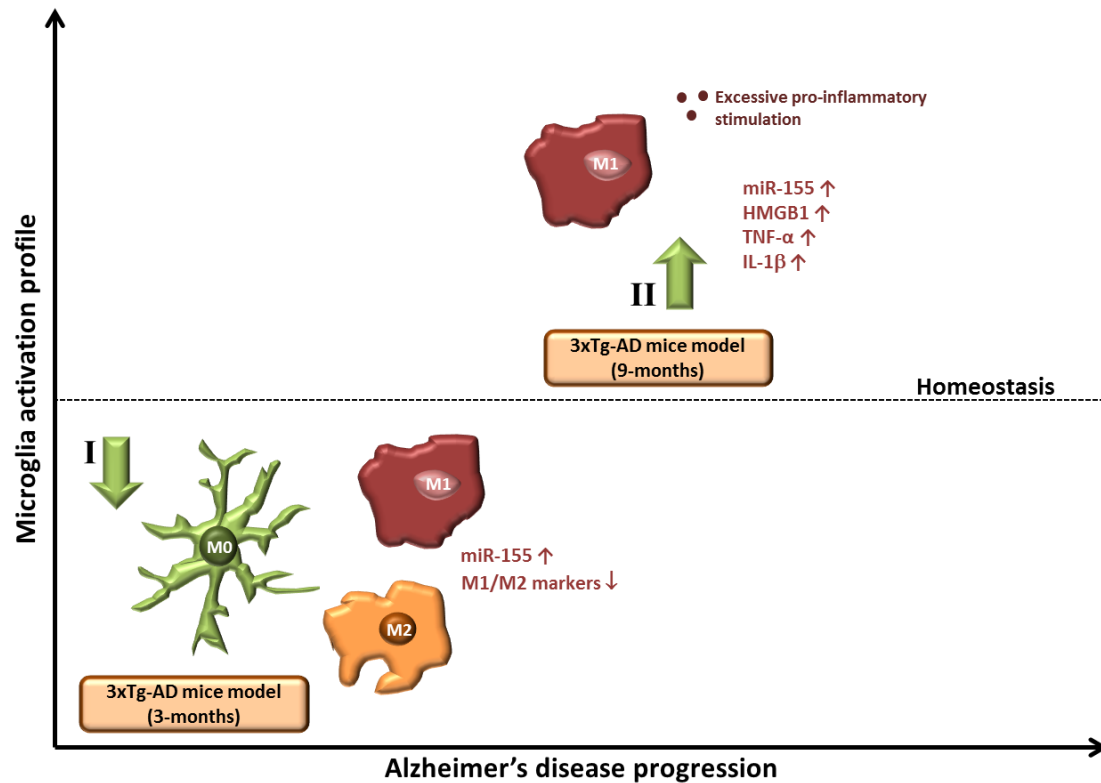 Microglia activation profile
Excessive pro-inflammatory
stimulation
M1
miR-155 ↑
HMGB1 ↑
TNF-α ↑
IL-1β ↑
II
3xTg-AD mice model
(9-months)
Homeostasis
I
M0
M1
miR-155 ↑
M1/M2 markers ↓
M2
3xTg-AD mice model
(3-months)
Alzheimer’s disease progression